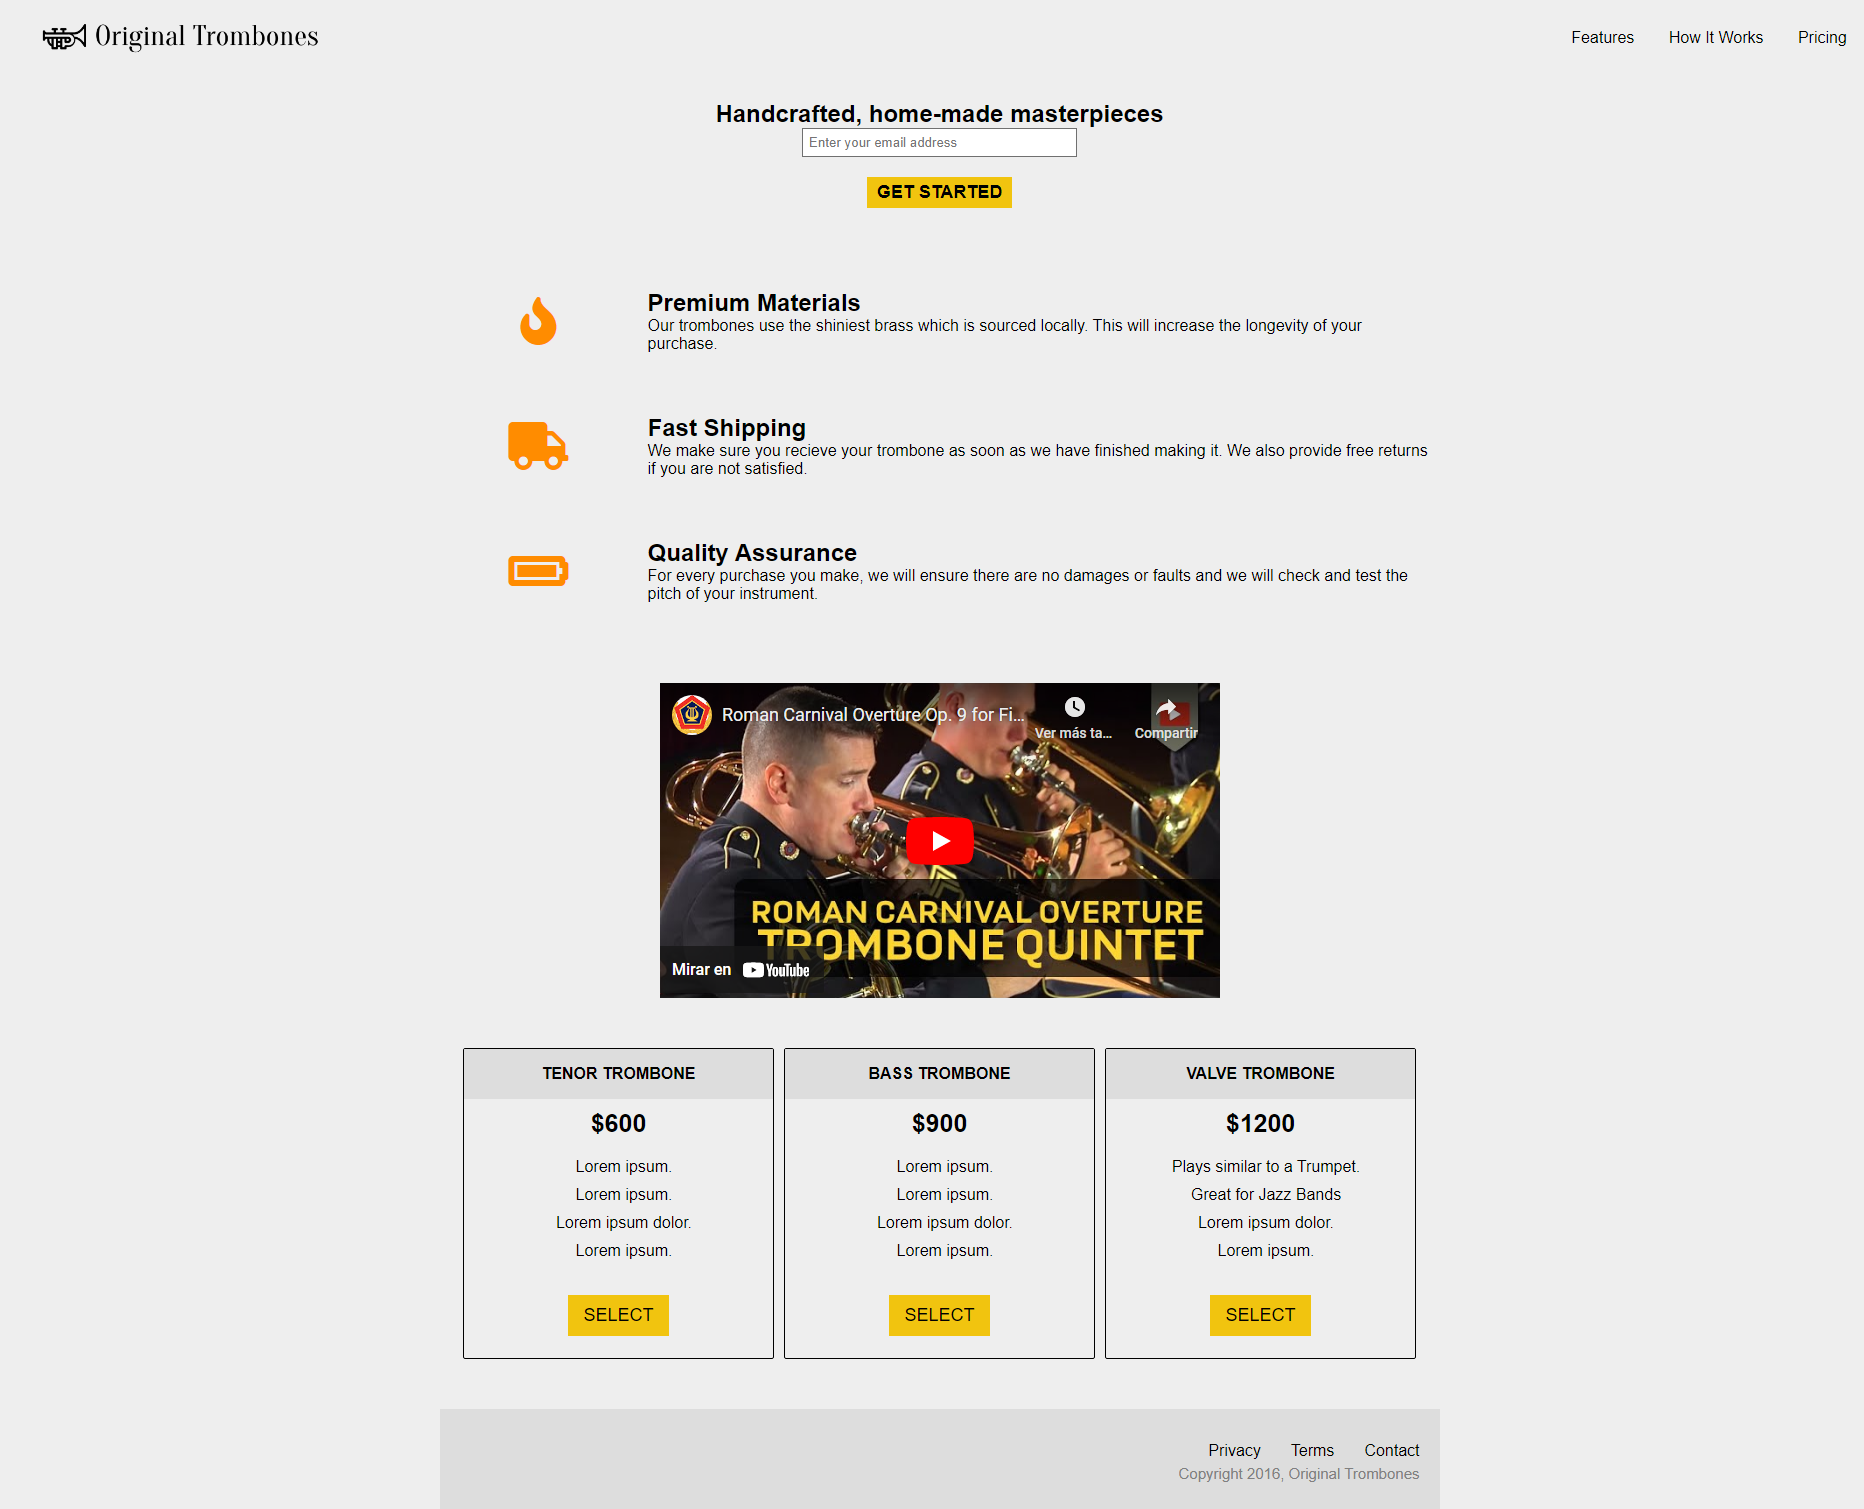 Original Trombones
Features
How It Works
Pricing
Handcrafted, home-made masterpieces
Enter your email address
GET STARTED
Premium Materials
Our trombones use the shiniest brass which is sourced locally. This will increase the longevity of your
purchase.
Fast Shipping
We make sure you recieve your trombone as soon as we have finished making it. We also provide free returns
if you are not satisfied.
Quality Assurance
For every purchase you make, we will ensure there are no damages or faults and we will check and test the
pitch of your instrument.
Roman Carnival Overture Op. 9 for Fi...
Ver más ta...
Compartir
ROMAN CARNIVAL OVERTURE
TROMBONE QUINTET
Mirar en YouTube
TENOR TROMBONE
$600
Lorem ipsum.
Lorem ipsum.
Lorem ipsum dolor.
Lorem ipsum.
SELECT
BASS TROMBONE
$900
Lorem ipsum.
Lorem ipsum.
Lorem ipsum dolor.
Lorem ipsum.
SELECT
VALVE TROMBONE
$1200
Plays similar to a Trumpet.
Great for Jazz Bands
Lorem ipsum dolor.
Lorem ipsum.
SELECT
Privacy
Terms
Contact
Copyright 2016, Original Trombones